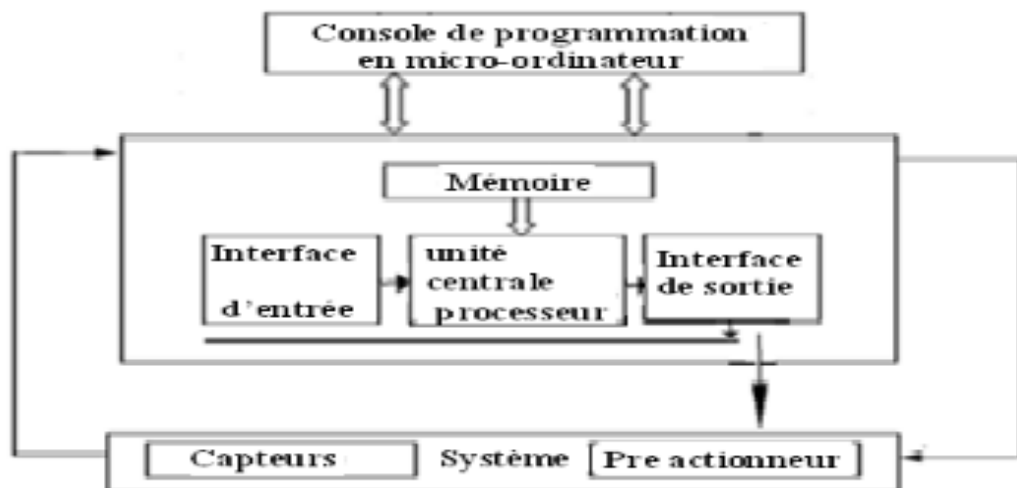 Console de programmation
en micro-ordinateur
Mémoire
Interface
d'entrée
unité
centrale
processeur
Interface
de sortie
Capteurs
Système
Pre actionneur